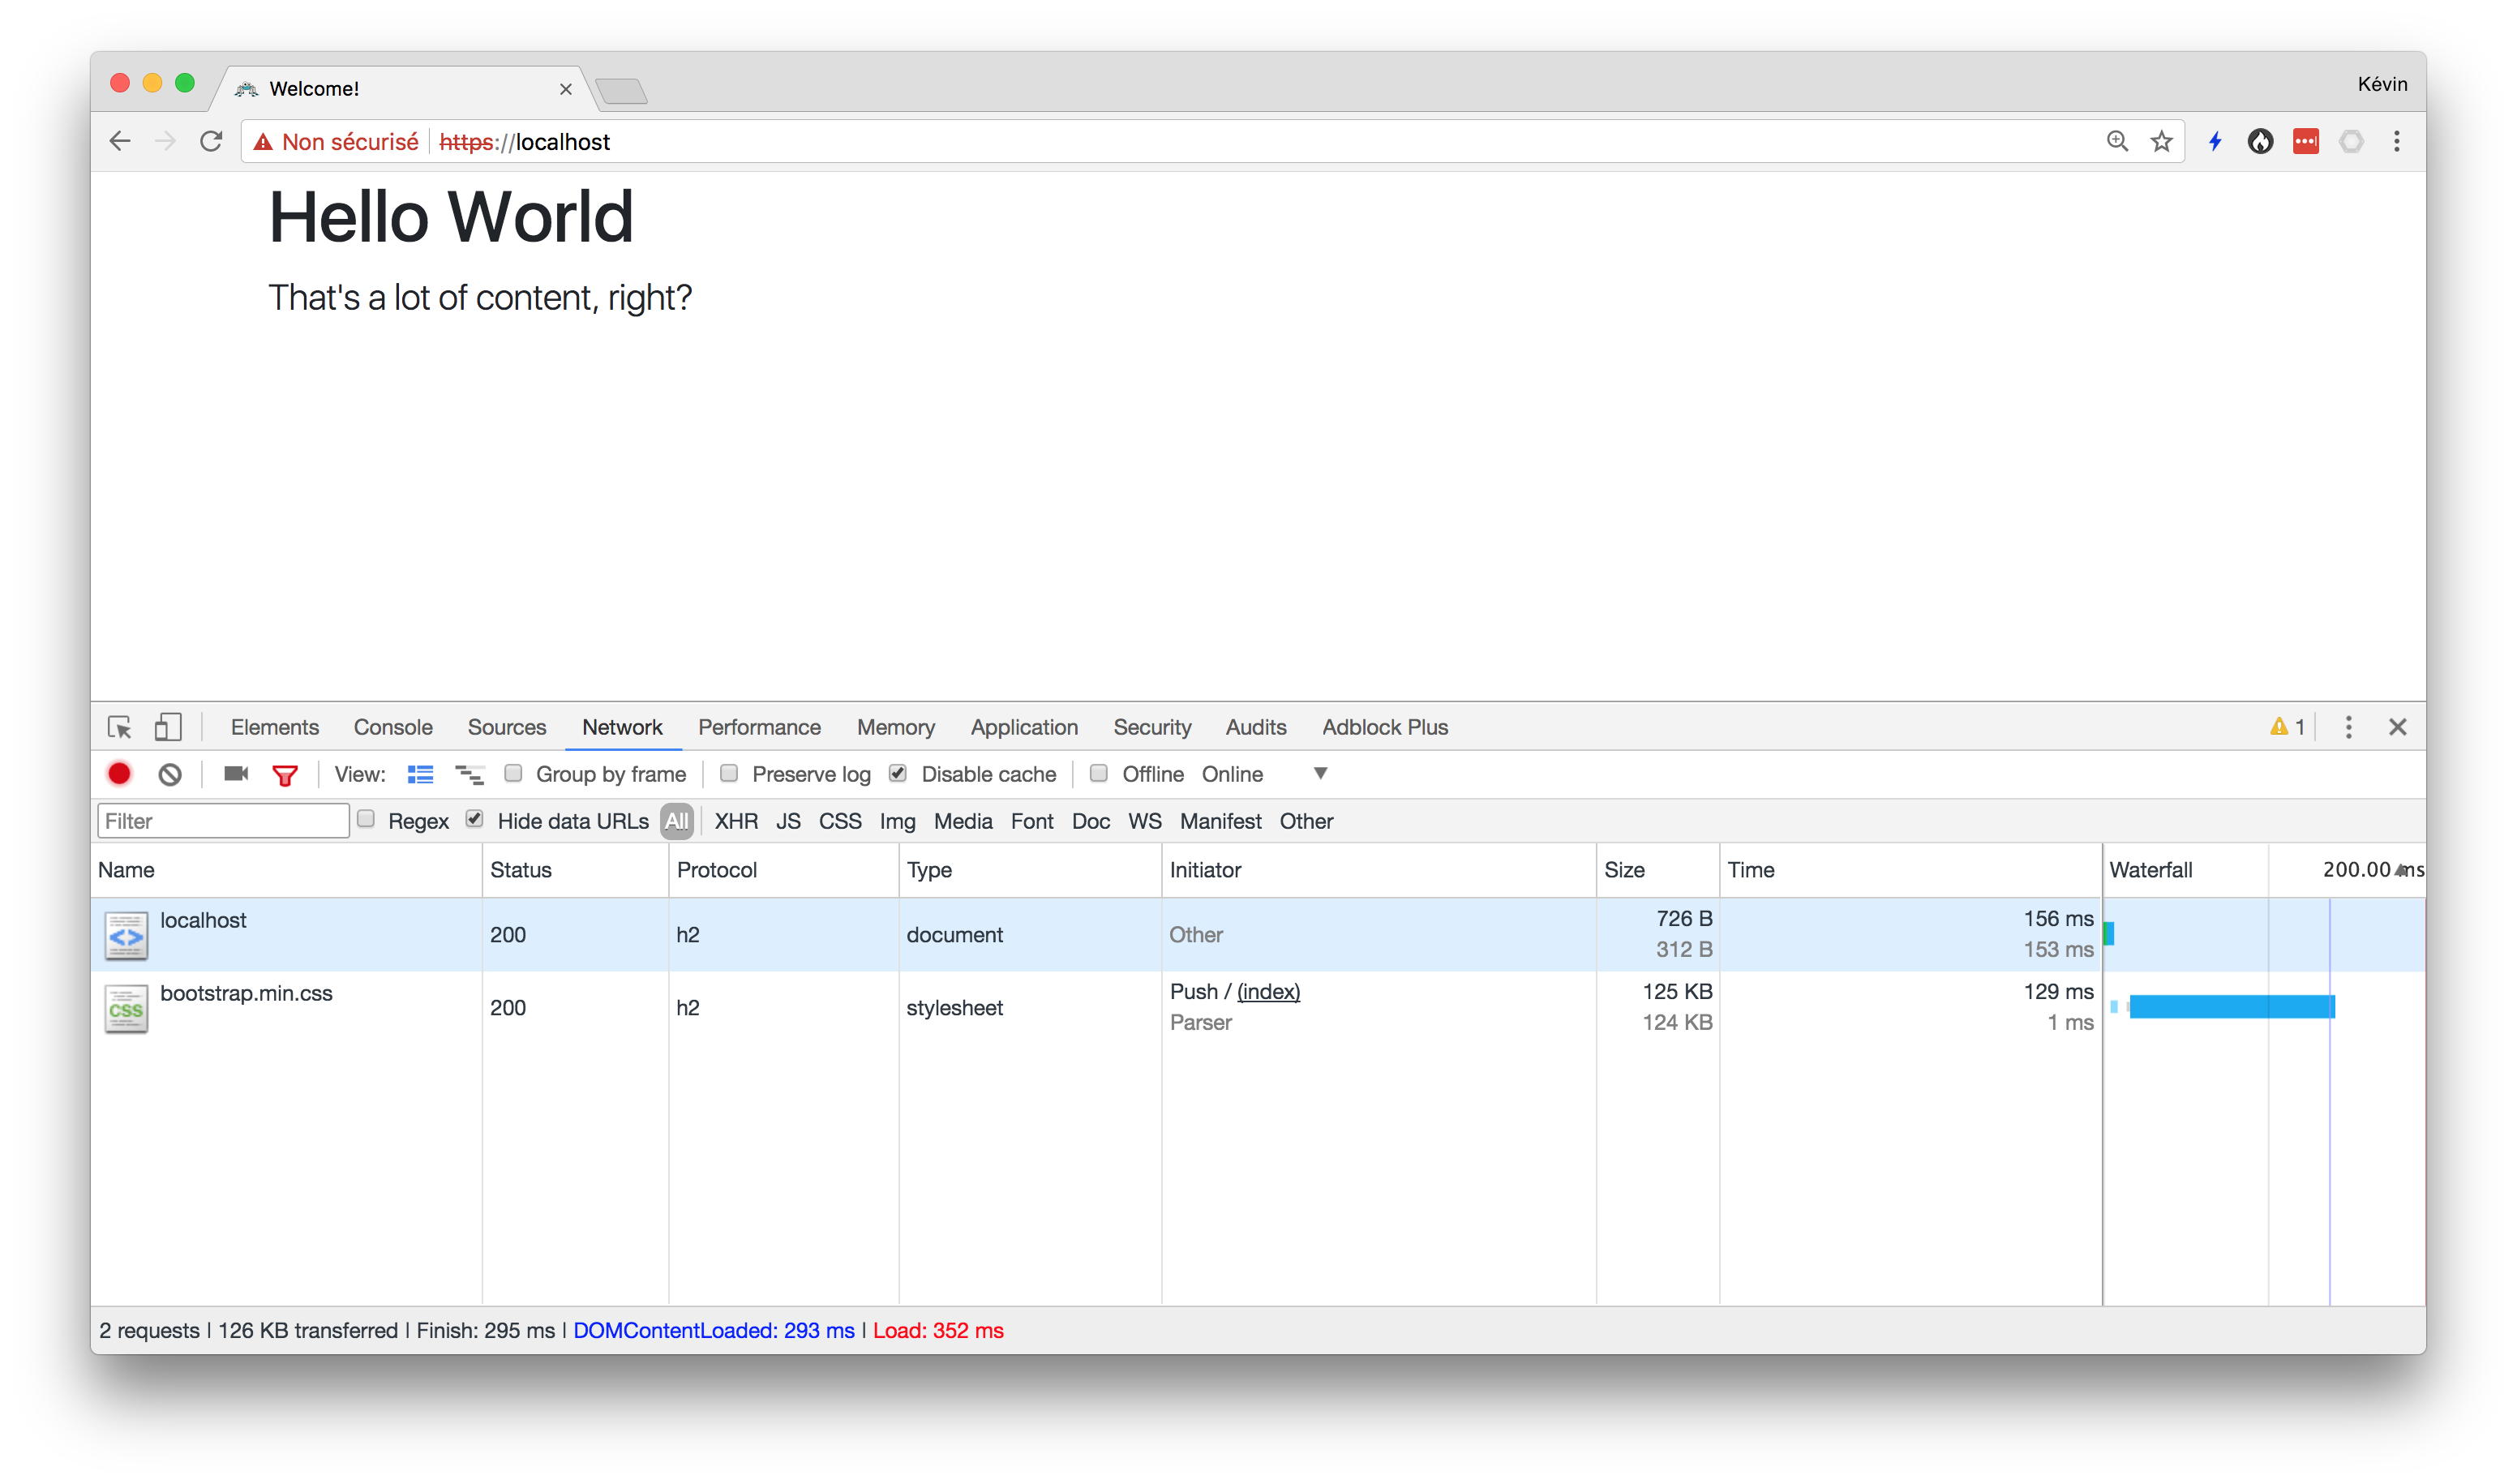 Welcome!
Kévin
Non sécurisé https://localhost
Hello World
That's a lot of content, right?
Elements Console Sources Network Performance Memory Application Security Audits Adblock Plus 1
View: Group by frame Preserve log Disable cache Offline Online
Filter Regex Hide data URLs All XHR JS CSS Img Media Font Doc WS Manifest Other
Name Status Protocol Type Initiator Size Time Waterfall 200.00 ms
localhost 200 h2 document Other 726 B 156 ms
312 B 153 ms
bootstrap.min.css 200 h2 stylesheet Push / (index) 125 KB 129 ms
CSS Parser 124 KB 1 ms
2 requests | 126 KB transferred | Finish: 295 ms | DOMContentLoaded: 293 ms | Load: 352 ms